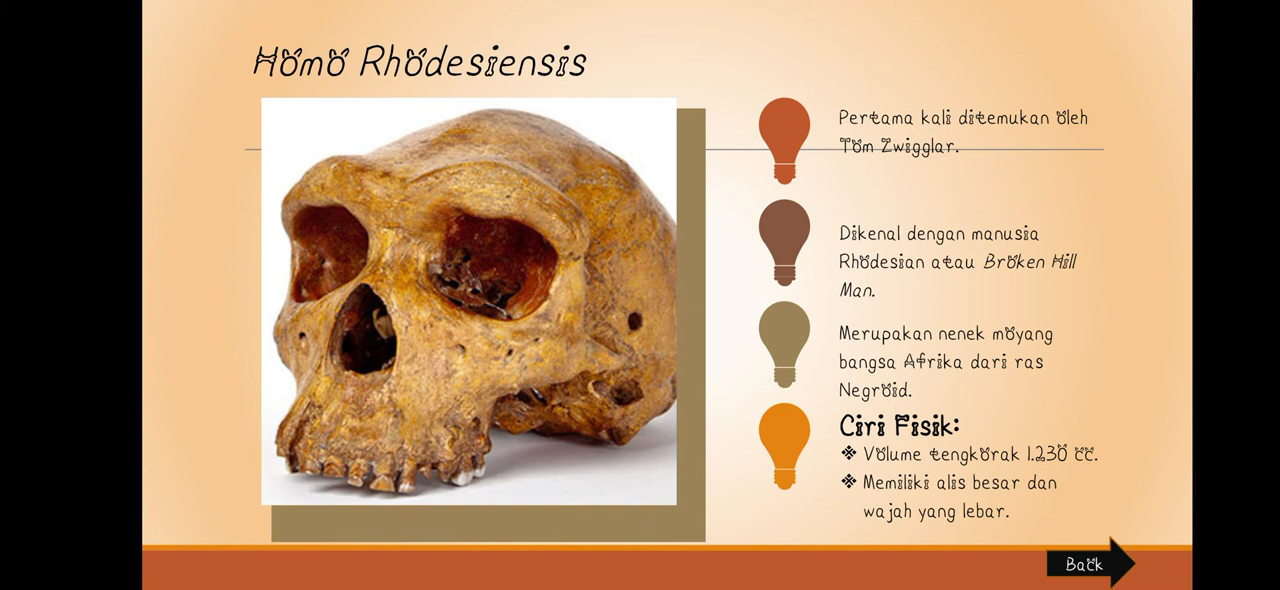 Homo Rhodesiensis
Pertama kali ditemukan oleh
Tom Zwigglar.
Dikenal dengan manusia
Rhodesian atau Broken Hill
Man.
Merupakan nenek moyang
bangsa Afrika dari ras
Negroid.
Ciri Fisik:
❖ Volume tengkorak 1.230 cc.
❖ Memiliki alis besar dan
wajah yang lebar.
Back